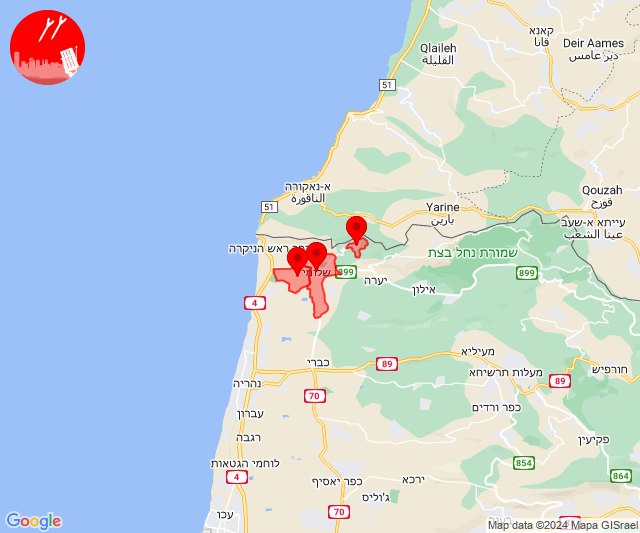 קאנא
قانا
Deir Aames
دير عامس
Qlaileh
القليلة
51
א-נאקורה
الناقورة
51
Yarine
يارين
Qouzah
قوزح
עייתא א-שעב
عيتا الشعب
ראש הניקרה
שמורת נחל בצת
899
899
יערה
אילון
4
כברי
89
מעיליא
מעלות תרשיחא
89
חורפיש
נהריה
70
כפר ורדים
עברון
רגבה
פקיעין
לוחמי הגטאות
854
864
4
כפר יאסיף
ירכא
ג'וליס
עכו
70
Google
Map data ©2024 Mapa GISrael